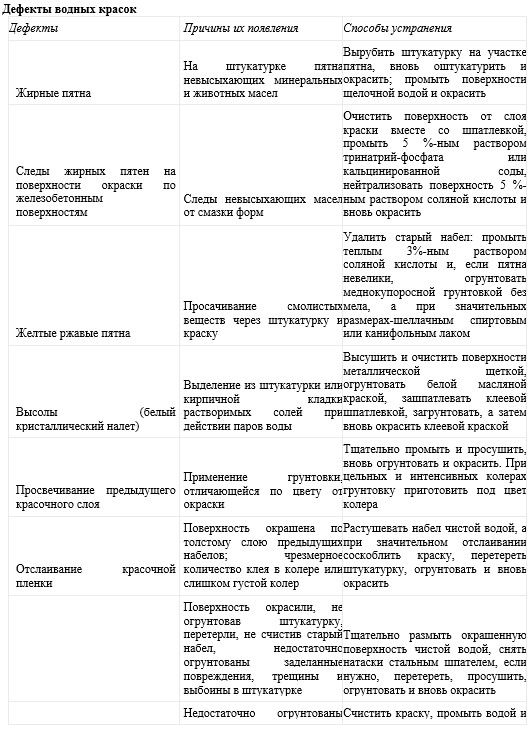 Дефекты водных красок
Дефекты
Причины их появления
Способы устранения
Жирные пятна
На штукатурке пятна
невысыхающих минеральных
и животных масел
Вырубить штукатурку на участке
пятна, вновь оштукатурить и
окрасить; промыть поверхности
щелочной водой и окрасить
Следы жирных пятен на
поверхности окраски по
железобетонным
поверхностям
Следы невысыхающих масел
от смазки форм
Очистить поверхность от слоя
краски вместе со шпатлевкой,
промыть 5 %-ным раствором
тринатрий-фосфата или
кальцинированной соды,
нейтрализовать поверхность 5 %-
ным раствором соляной кислоты и
вновь окрасить
Желтые ржавые пятна
Просачивание смолистых
веществ через штукатурку и
краску
Удалить старый набел: промыть
теплым 3%-ным раствором
соляной кислоты и, если пятна
невелики, огрунтовать
меднокупоросной грунтовкой без
мела, а при значительных
размерах-шеллачным спиртовым
или канифольным лаком
Высолы (белый
кристаллический налет)
Выделение из штукатурки или
кирпичной кладки
растворимых солей при
действии паров воды
Высушить и очистить поверхности
металлической щеткой,
огрунтовать белой масляной
краской, зашпатлевать клеевой
шпатлевкой, загрунтовать, а затем
вновь окрасить клеевой краской
Просвечивание предыдущего
красочного слоя
Применение грунтовки,
отличающейся по цвету от
окраски
Тщательно промыть и просушить,
вновь огрунтовать и окрасить. При
цельных и интенсивных колерах
грунтовку приготовить под цвет
колера
Отслаивание красочной
пленки
Поверхность окрашена по
толстому слою предыдущих
набелов; чрезмерное
количество клея в колере или
слишком густой колер
Растушевать набел чистой водой, а
при значительном отслаивании
соскоблить краску, перетереть
штукатурку, огрунтовать и вновь
окрасить
Поверхность окрасили, не
огрунтовав штукатурку,
перетерли, не счистив старый
набел, недостаточно
огрунтованы заделанные
повреждения, трещины и
выбоины в штукатурке
Тщательно размыть окрашенную
поверхность чистой водой, снять
натаски стальным шпателем, если
нужно, перетереть, просушить,
огрунтовать и вновь окрасить
Недостаточно огрунтованы
Счистить краску, промыть водой и